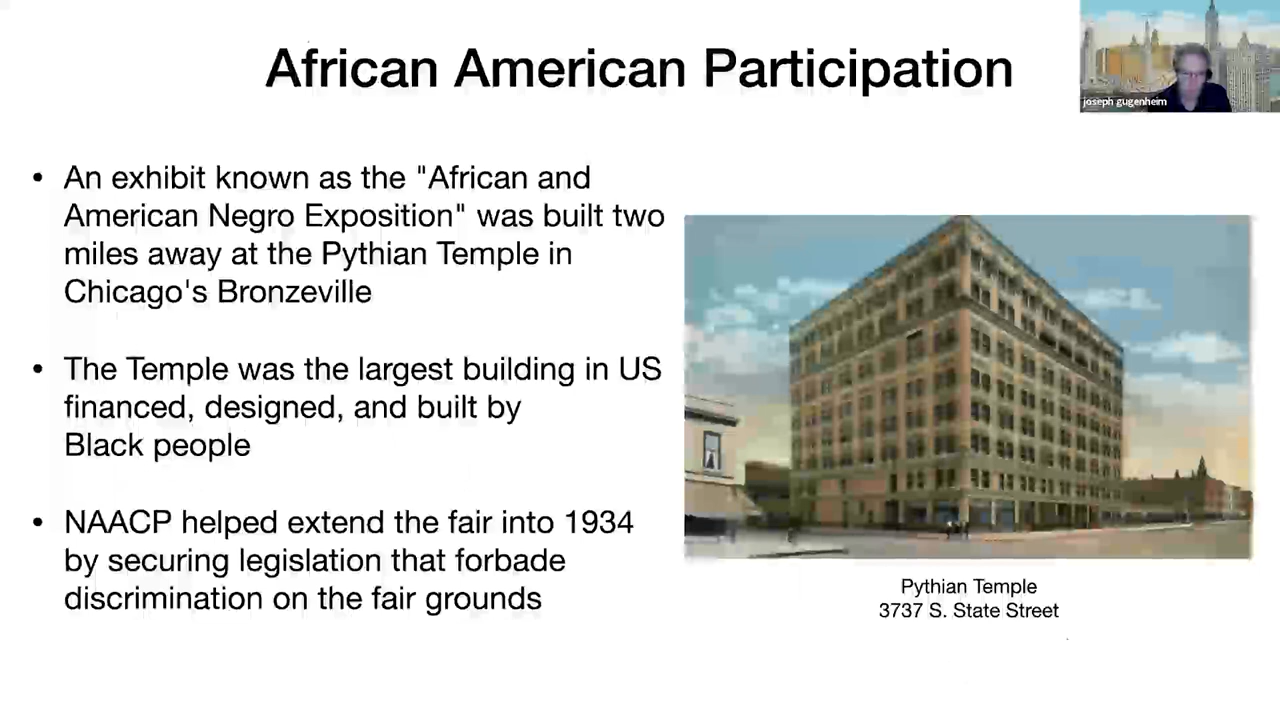 African American Participation
joseph gugenheim
• An exhibit known as the "African and
American Negro Exposition" was built two
miles away at the Pythian Temple in
Chicago's Bronzeville
• The Temple was the largest building in US
financed, designed, and built by
Black people
• NAACP helped extend the fair into 1934
by securing legislation that forbade
discrimination on the fair grounds
Pythian Temple
3737 S. State Street